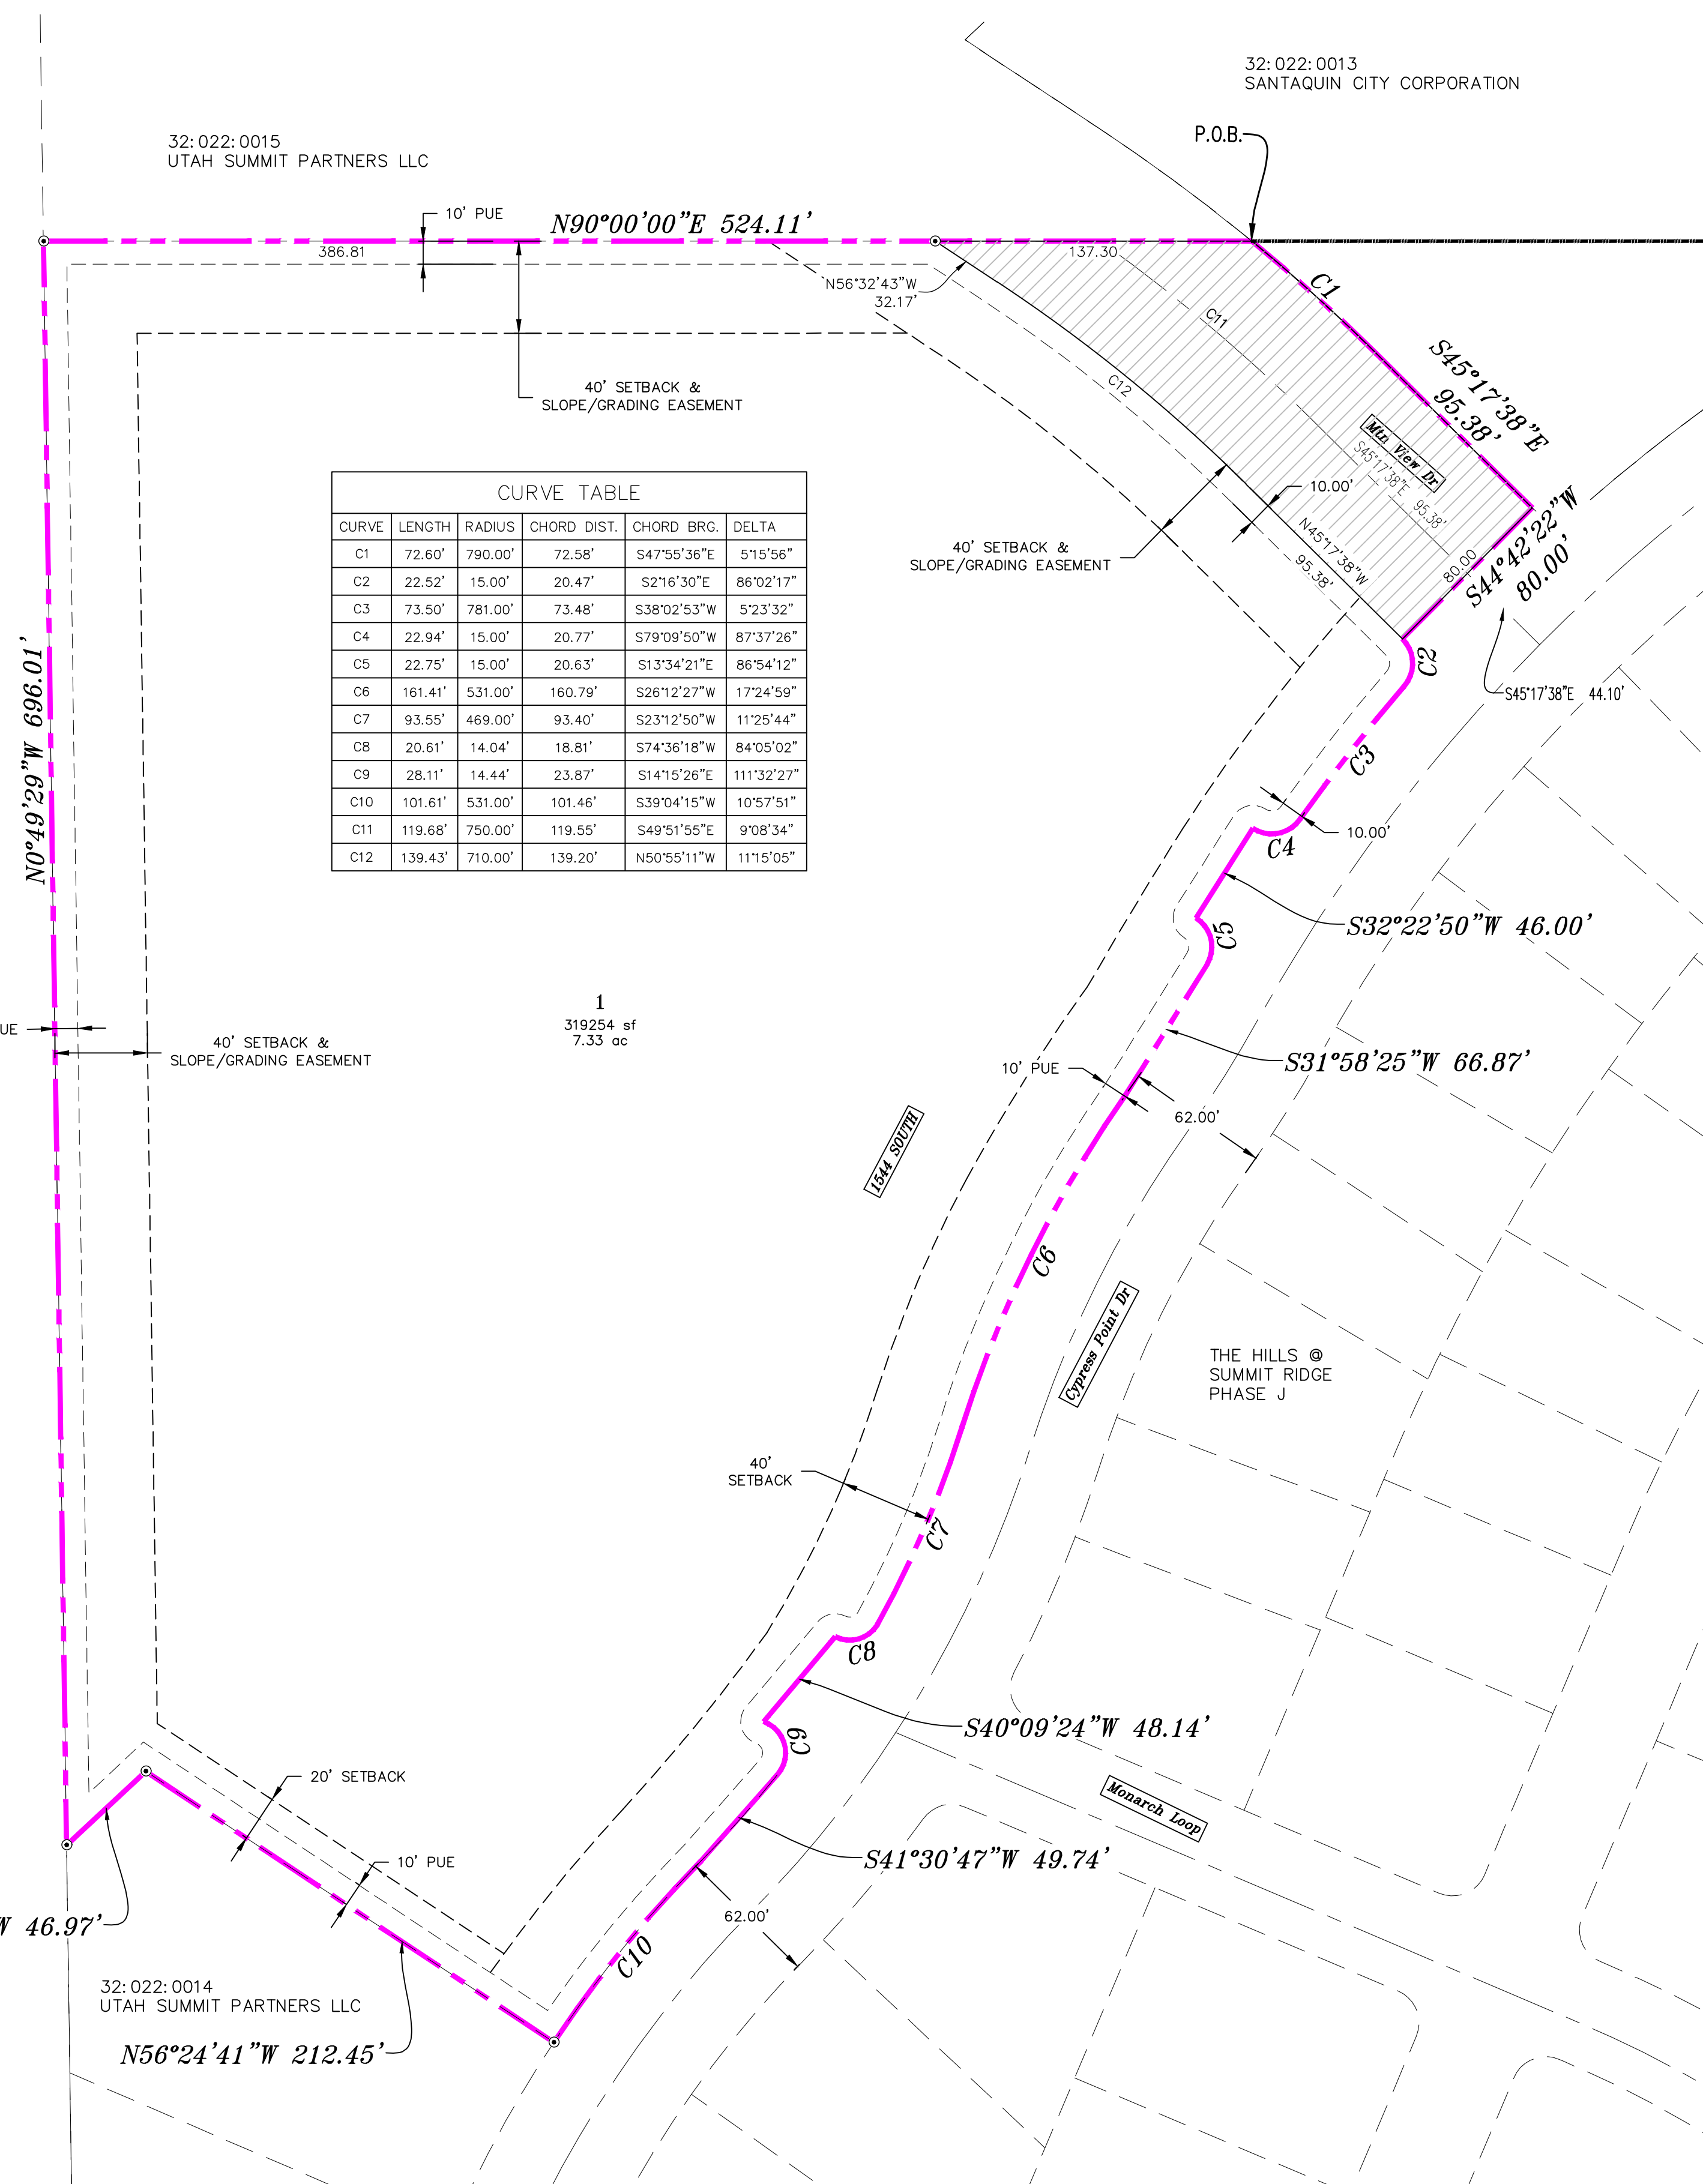 32:022:0013
SANTAQUIN CITY CORPORATION
P.O.B.
32:022:0015
UTAH SUMMIT PARTNERS LLC
10' PUE
N90°00'00"E 524.11'
386.81
137.30
N56°32'43"W
32.17'
C1
C11
C12
S45°17'38"E
95.38'
40' SETBACK &
SLOPE/GRADING EASEMENT
Mtn View Dr
S45°17'38"E 95.38'
10.00'
N45°17'38"W
95.38'
40' SETBACK &
SLOPE/GRADING EASEMENT
80.00
S44°42'22"W
80.00'
C2
S45°17'38"E 44.10'
CURVE TABLE
CURVE LENGTH RADIUS CHORD DIST. CHORD BRG. DELTA
C1 72.60' 790.00' 72.58' S47°55'36"E 5°15'56"
C2 22.52' 15.00' 20.47' S2°16'30"E 86°02'17"
C3 73.50' 781.00' 73.48' S38°02'53"W 5°23'32"
C4 22.94' 15.00' 20.77' S79°09'50"W 87°37'26"
C5 22.75' 15.00' 20.63' S13°34'21"E 86°54'12"
C6 161.41' 531.00' 160.79' S26°12'27"W 17°24'59"
C7 93.55' 469.00' 93.40' S23°12'50"W 11°25'44"
C8 20.61' 14.04' 18.81' S74°36'18"W 84°05'02"
C9 28.11' 14.44' 23.87' S14°15'26"E 111°32'27"
C10 101.61' 531.00' 101.46' S39°04'15"W 10°57'51"
C11 119.68' 750.00' 119.55' S49°51'55"E 9°08'34"
C12 139.43' 710.00' 139.20' N50°55'11"W 11°15'05"
N0°49'29"W 696.01'
C3
10.00'
C4
S32°22'50"W 46.00'
C5
1
319254 sf
7.33 ac
UE
40' SETBACK &
SLOPE/GRADING EASEMENT
S31°58'25"W 66.87'
10' PUE
62.00'
1544 SOUTH
C6
Cypress Point Dr
THE HILLS @
SUMMIT RIDGE
PHASE J
40'
SETBACK
C7
C8
S40°09'24"W 48.14'
C9
20' SETBACK
Monarch Loop
10' PUE
S41°30'47"W 49.74'
62.00'
W 46.97'
C10
32:022:0014
UTAH SUMMIT PARTNERS LLC
N56°24'41"W 212.45'